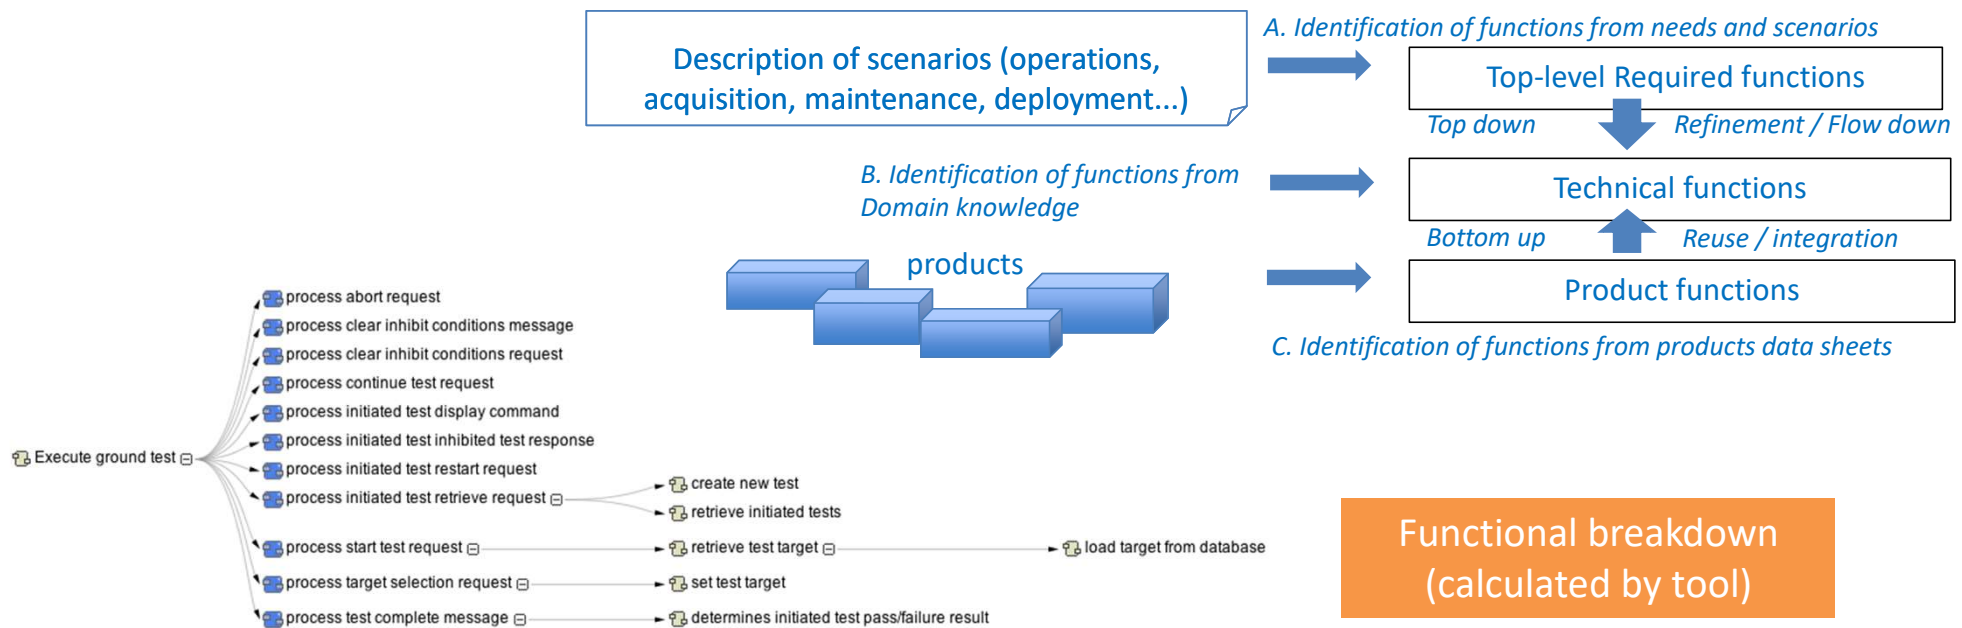 Description of scenarios (operations,
acquisition, maintenance, deployment...)
A. Identification of functions from needs and scenarios
Top-level Required functions
Top down
Refinement / Flow down
B. Identification of functions from
Domain knowledge
Technical functions
Bottom up
Reuse / integration
products
Product functions
C. Identification of functions from products data sheets
Execute ground test
process abort request
process clear inhibit conditions message
process clear inhibit conditions request
process continue test request
process initiated test display command
process initiated test inhibited test response
process initiated test restart request
process initiated test retrieve request
create new test
retrieve initiated tests
process start test request
retrieve test target
load target from database
process target selection request
set test target
process test complete message
determines initiated test pass/failure result
Functional breakdown
(calculated by tool)